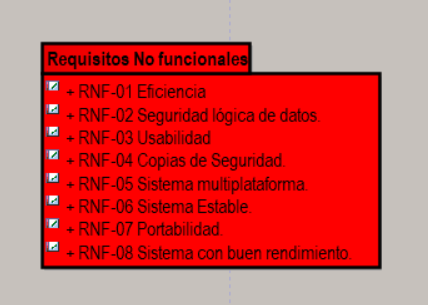 Requisitos No funcionales
+ RNF-01 Eficiencia
+ RNF-02 Seguridad lógica de datos.
+ RNF-03 Usabilidad
+ RNF-04 Copias de Seguridad.
+ RNF-05 Sistema multiplataforma.
+ RNF-06 Sistema Estable.
+ RNF-07 Portabilidad.
+ RNF-08 Sistema con buen rendimiento.